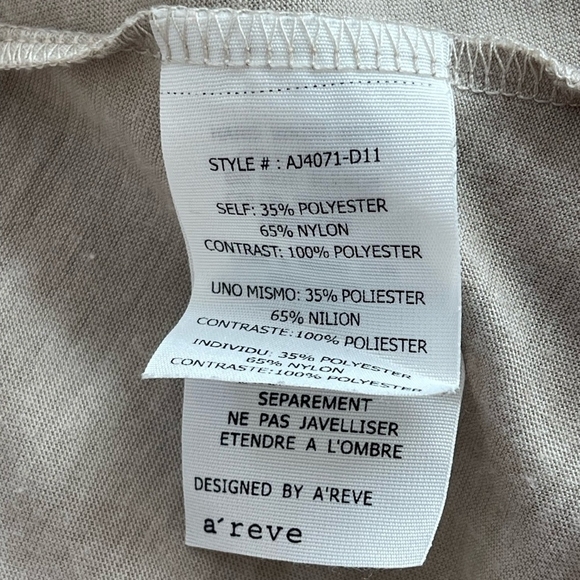 STYLE # : AJ4071-D11
SELF: 35% POLYESTER
65% NYLON
CONTRAST: 100% POLYESTER
UNO MISMO: 35% POLIESTER
65% NILION
CONTRASTE: 100% POLIESTER
INDIVIDU: 35% POLYESTER
65% NYLON
CONTRASTE: 100% POLYESTER
SEPAREMENT
NE PAS JAVELLISER
ETENDRE A L'OMBRE
DESIGNED BY A'REVE
a´reve